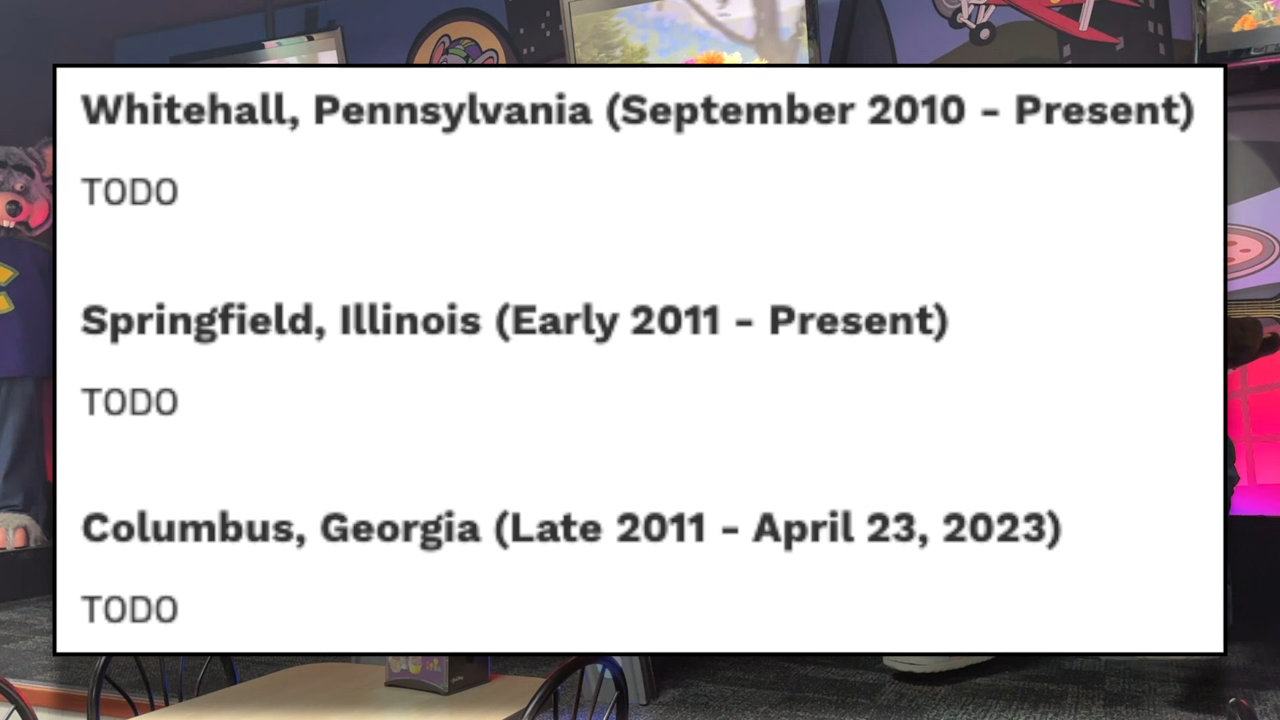 Whitehall, Pennsylvania (September 2010 - Present)
TODO
Springfield, Illinois (Early 2011 - Present)
TODO
Columbus, Georgia (Late 2011 - April 23, 2023)
TODO